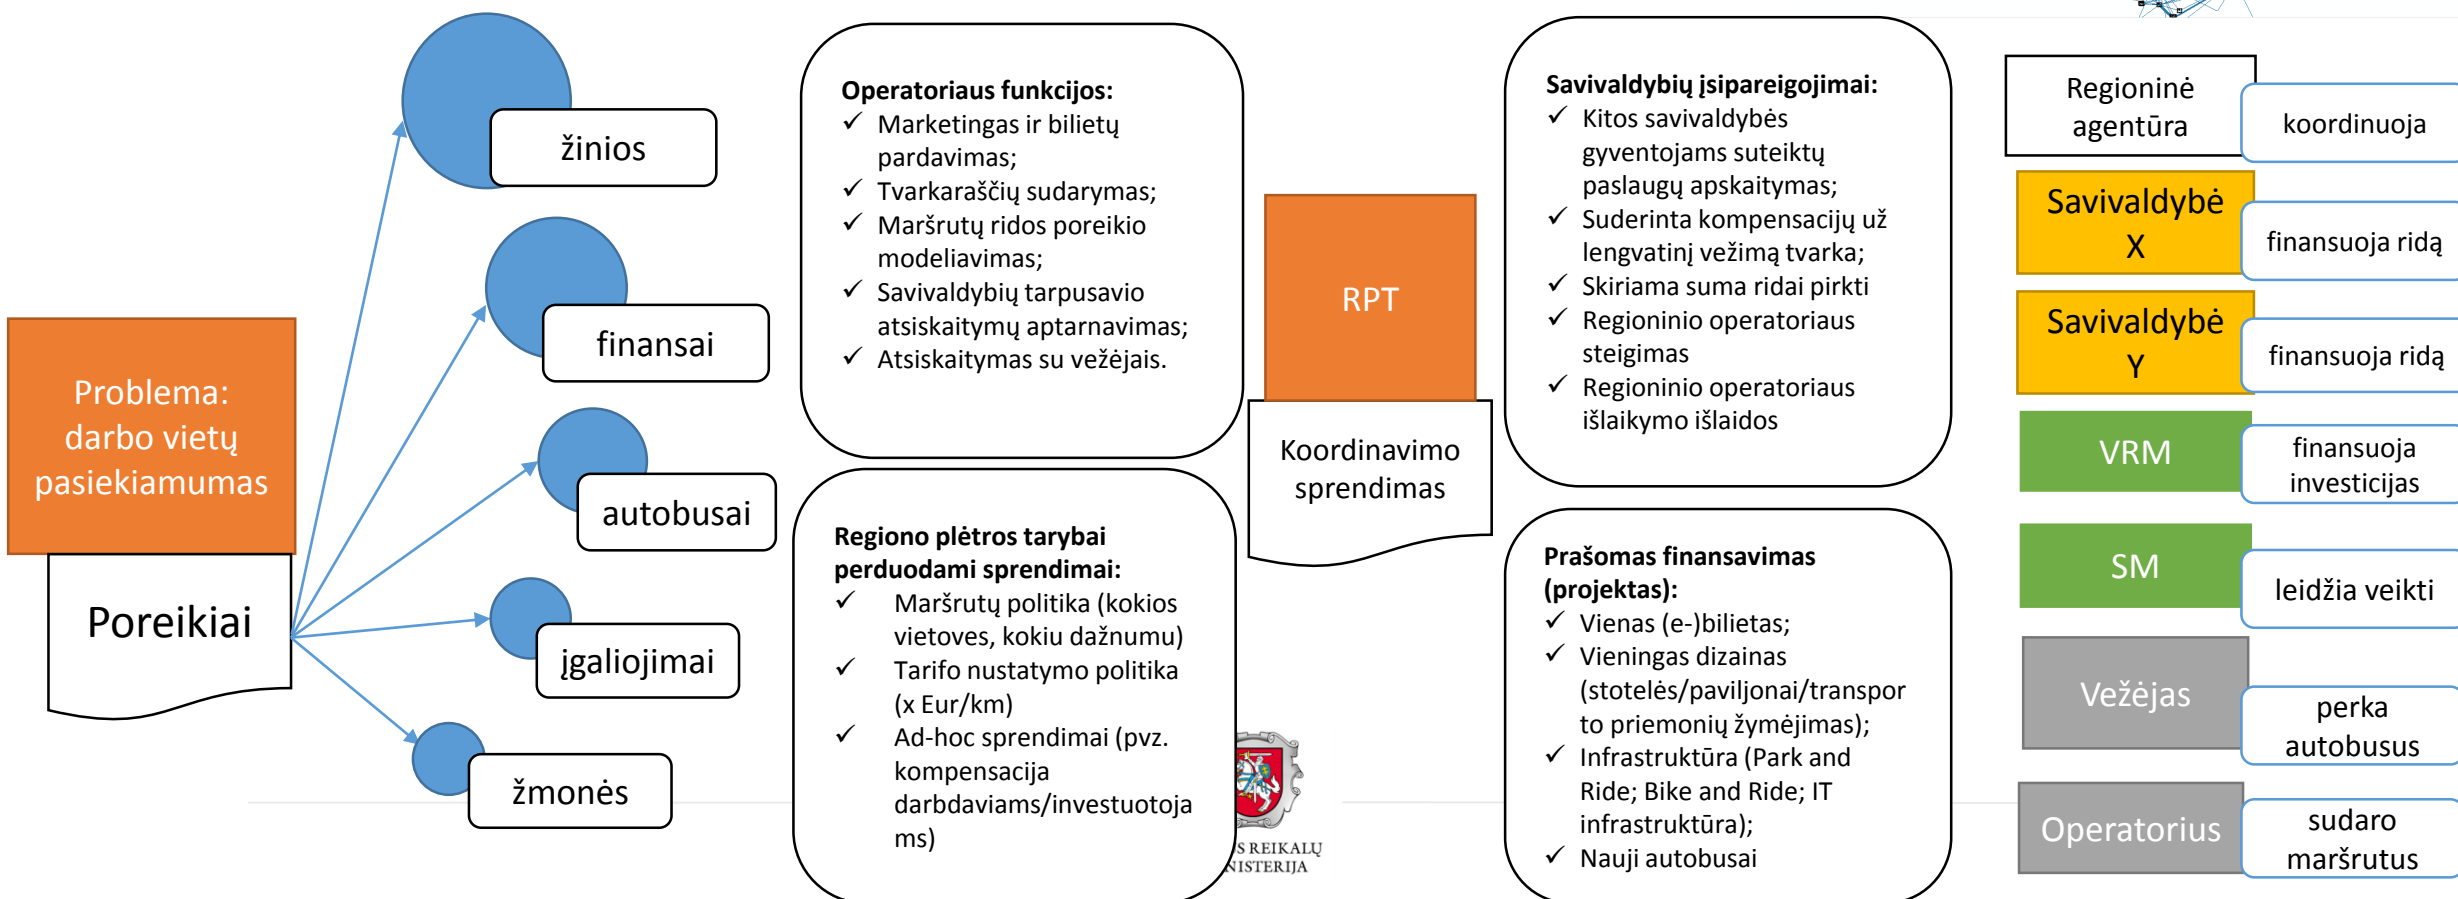 Problema:
darbo vietų
pasiekiamumas
Poreikiai
žinios
finansai
autobusai
įgaliojimai
žmonės
Operatoriaus funkcijos:
✓ Marketingas ir bilietų
pardavimas;
✓ Tvarkaraščių sudarymas;
✓ Maršrutų ridos poreikio
modeliavimas;
✓ Savivaldybių tarpusavio
atsiskaitymų aptarnavimas;
✓ Atsiskaitymas su vežėjais.
Regiono plėtros tarybai
perduodami sprendimai:
✓ Maršrutų politika (kokios
vietoves, kokiu dažnumu)
✓ Tarifo nustatymo politika
(x Eur/km)
✓ Ad-hoc sprendimai (pvz.
kompensacija
darbdaviams/investuotoja
ms)
RPT
Koordinavimo
sprendimas
S REIKALŲ
NISTERIJA
Savivaldybių įsipareigojimai:
✓ Kitos savivaldybės
gyventojams suteiktų
paslaugų apskaitymas;
✓ Suderinta kompensacijų už
lengvatinį vežimą tvarka;
✓ Skiriama suma ridai pirkti
✓ Regioninio operatoriaus
steigimas
✓ Regioninio operatoriaus
išlaikymo išlaidos
Prašomas finansavimas
(projektas):
✓ Vienas (e-)bilietas;
✓ Vieningas dizainas
(stotelės/paviljonai/transpor
to priemonių žymėjimas);
✓ Infrastruktūra (Park and
Ride; Bike and Ride; IT
infrastruktūra);
✓ Nauji autobusai
Regioninė
agentūra
koordinuoja
Savivaldybė
X
finansuoja ridą
Savivaldybė
Y
finansuoja ridą
VRM
finansuoja
investicijas
SM
leidžia veikti
Vežėjas
perka
autobusus
Operatorius
sudaro
maršrutus